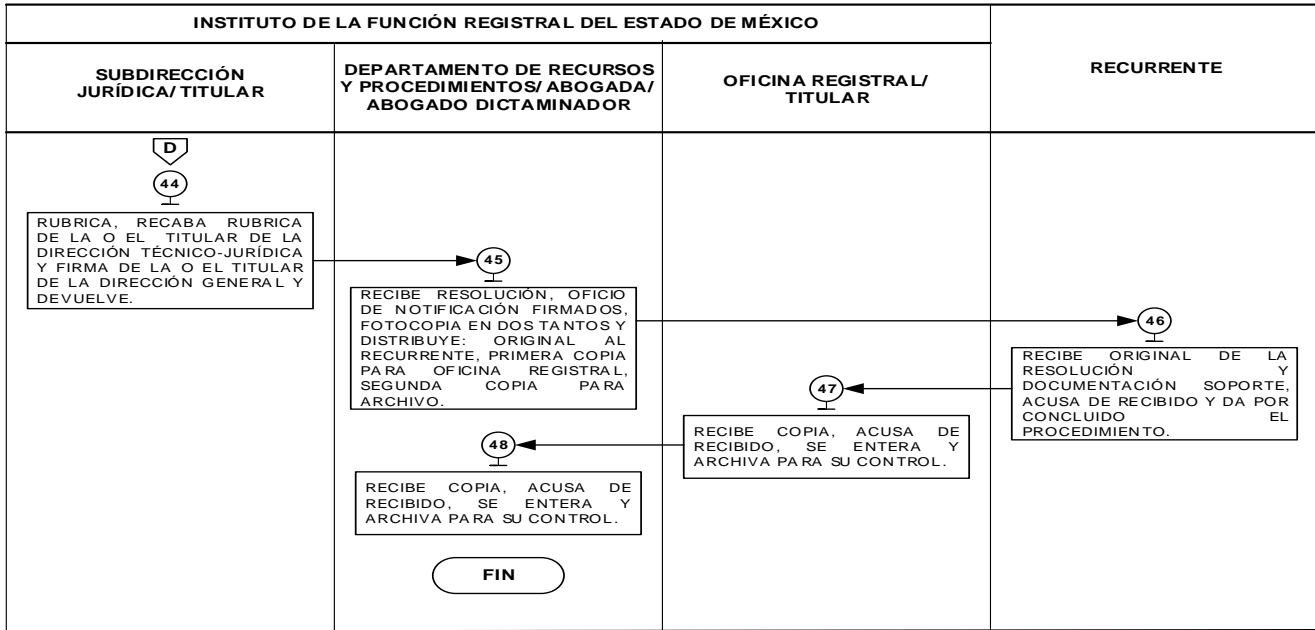 INSTITUTO DE LA FUNCIÓN REGISTRAL DEL ESTADO DE MÉXICO
SUBDIRECCIÓN
JURÍDICA/ TITULAR
DEPARTAMENTO DE RECURSOS
Y PROCEDIMIENTOS/ ABOGADA/
ABOGADO DICTAMINADOR
OFICINA REGISTRAL/
TITULAR
RECURRENTE
D
44
RUBRICA, RECABA RUBRICA
DE LA O EL TITULAR DE LA
DIRECCIÓN TÉCNICO-JURÍDICA
Y FIRMA DE LA O EL TITULAR
DE LA DIRECCIÓN GENERAL Y
DEVUELVE.
45
RECIBE RESOLUCIÓN, OFICIO
DE NOTIFICACIÓN FIRMADOS,
FOTOCOPIA EN DOS TANTOS Y
DISTRIBUYE: ORIGINAL AL
RECURRENTE, PRIMERA COPIA
PARA OFICINA REGISTRAL,
SEGUNDA COPIA PARA
ARCHIVO.
46
RECIBE ORIGINAL DE LA
RESOLUCIÓN Y
DOCUMENTACIÓN SOPORTE,
ACUSA DE RECIBIDO Y DA POR
CONCLUIDO EL
PROCEDIMIENTO.
47
RECIBE COPIA, ACUSA DE
RECIBIDO, SE ENTERA Y
ARCHIVA PARA SU CONTROL.
48
RECIBE COPIA, ACUSA DE
RECIBIDO, SE ENTERA Y
ARCHIVA PARA SU CONTROL.
FIN